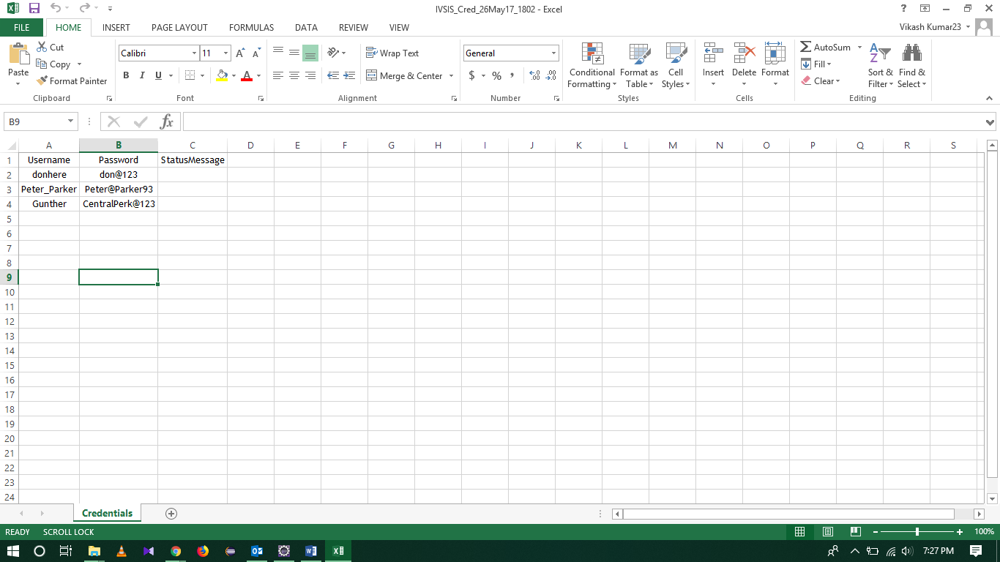 IVSIS_Cred_26May17_1802 - Excel
FILE HOME INSERT PAGE LAYOUT FORMULAS DATA REVIEW VIEW Vikash Kumar23
Paste
Cut
Copy
Format Painter
Clipboard
Calibri 11
B I U
Font
Wrap Text
Merge & Center
Alignment
General
$ % ,
Number
Conditional Formatting
Format as Table
Cell Styles
Styles
Insert
Delete
Format
Cells
AutoSum
Fill
Clear
Sort & Filter
Find & Select
Editing
B9 fx
A B C D E F G H I J K L M N O P Q R S
1 Username Password StatusMessage
2 donhere don@123
3 Peter_Parker Peter@Parker93
4 Gunther CentralPerk@123
5
6
7
8
9
10
11
12
13
14
15
16
17
18
19
20
21
22
23
24
Credentials
READY SCROLL LOCK 100%
7:27 PM